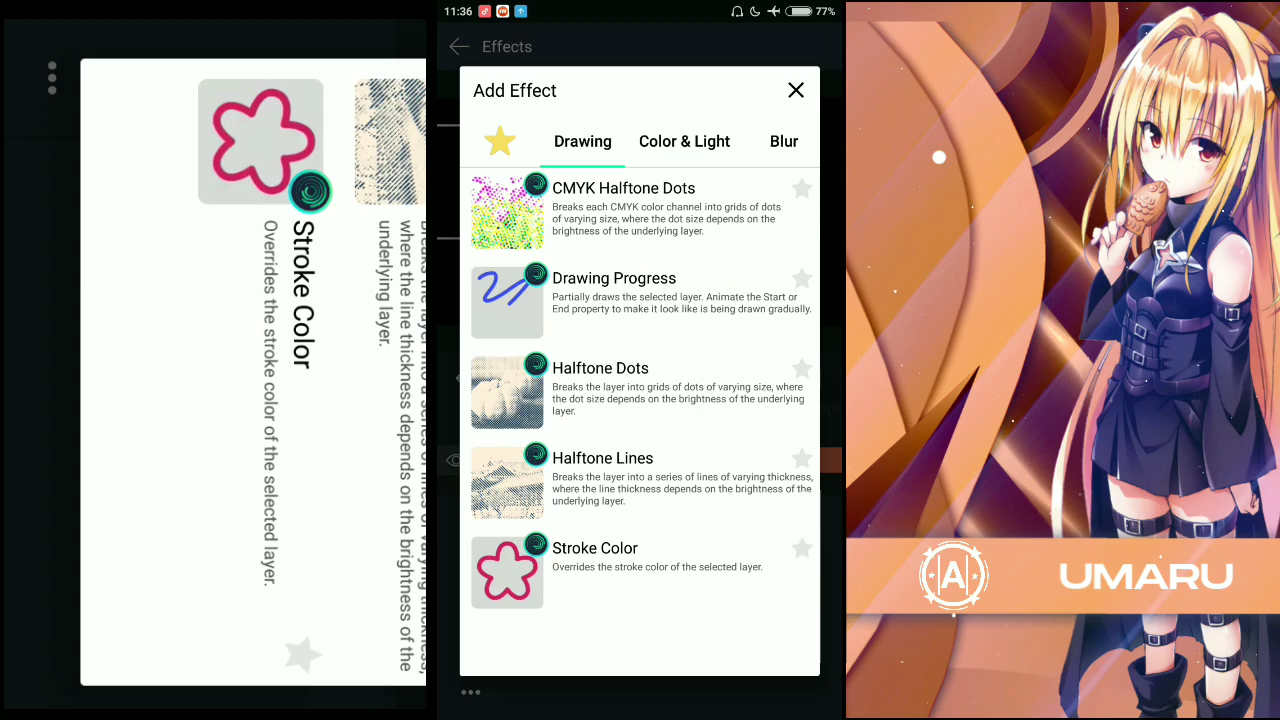 Stroke Color
Overrides the stroke color of the selected layer.
where the line thickness depends on the brightness of the
underlying layer.
11:36
77%
Effects
Add Effect
Drawing
Color & Light
Blur
CMYK Halftone Dots
Breaks each CMYK color channel into grids of dots
of varying size, where the dot size depends on the
brightness of the underlying layer.
Drawing Progress
Partially draws the selected layer. Animate the Start or
End property to make it look like is being drawn gradually.
Halftone Dots
Breaks the layer into grids of dots of varying size, where
the dot size depends on the brightness of the underlying
layer.
Halftone Lines
Breaks the layer into a series of lines of varying thickness,
where the line thickness depends on the brightness of the
underlying layer.
Stroke Color
Overrides the stroke color of the selected layer.
A
UMARU